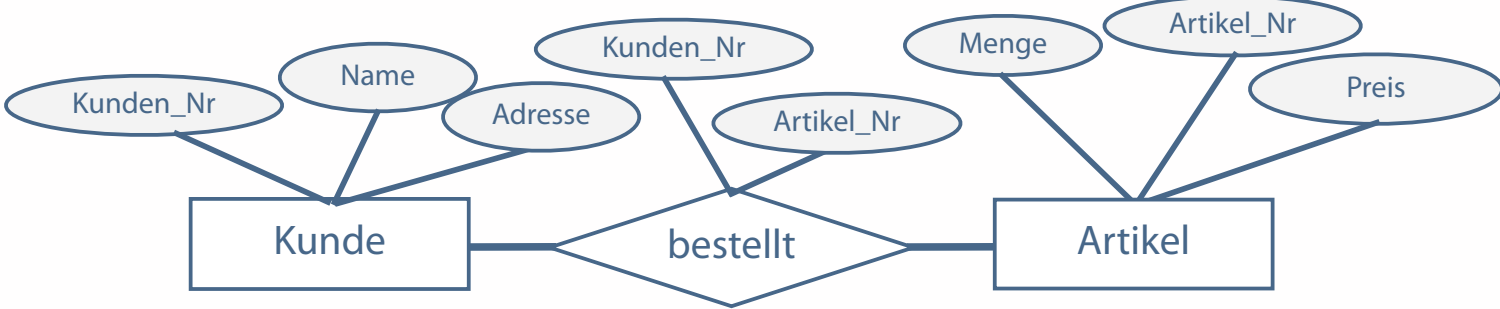 Kunden_Nr
Name
Adresse
Kunden_Nr
Artikel_Nr
Menge
Artikel_Nr
Preis
Kunde
bestellt
Artikel